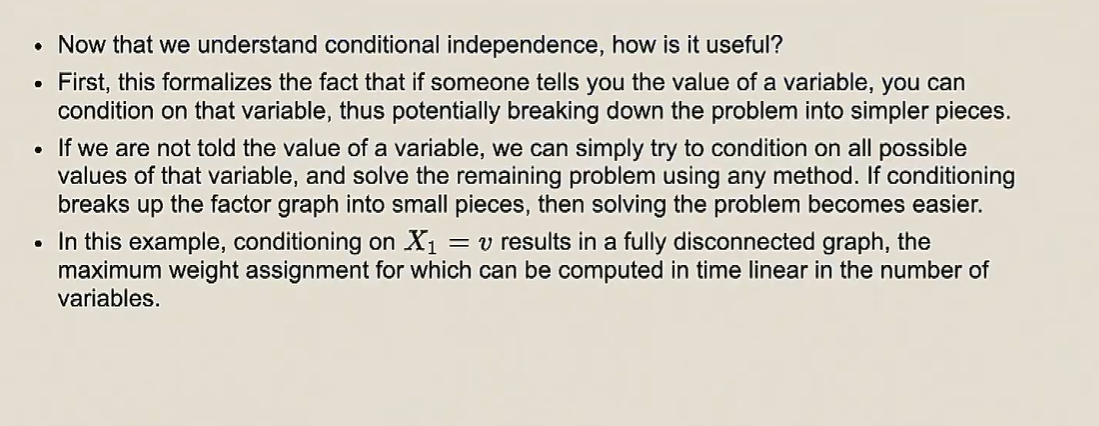 • Now that we understand conditional independence, how is it useful?
• First, this formalizes the fact that if someone tells you the value of a variable, you can
condition on that variable, thus potentially breaking down the problem into simpler pieces.
• If we are not told the value of a variable, we can simply try to condition on all possible
values of that variable, and solve the remaining problem using any method. If conditioning
breaks up the factor graph into small pieces, then solving the problem becomes easier.
• In this example, conditioning on X₁ = v results in a fully disconnected graph, the
maximum weight assignment for which can be computed in time linear in the number of
variables.